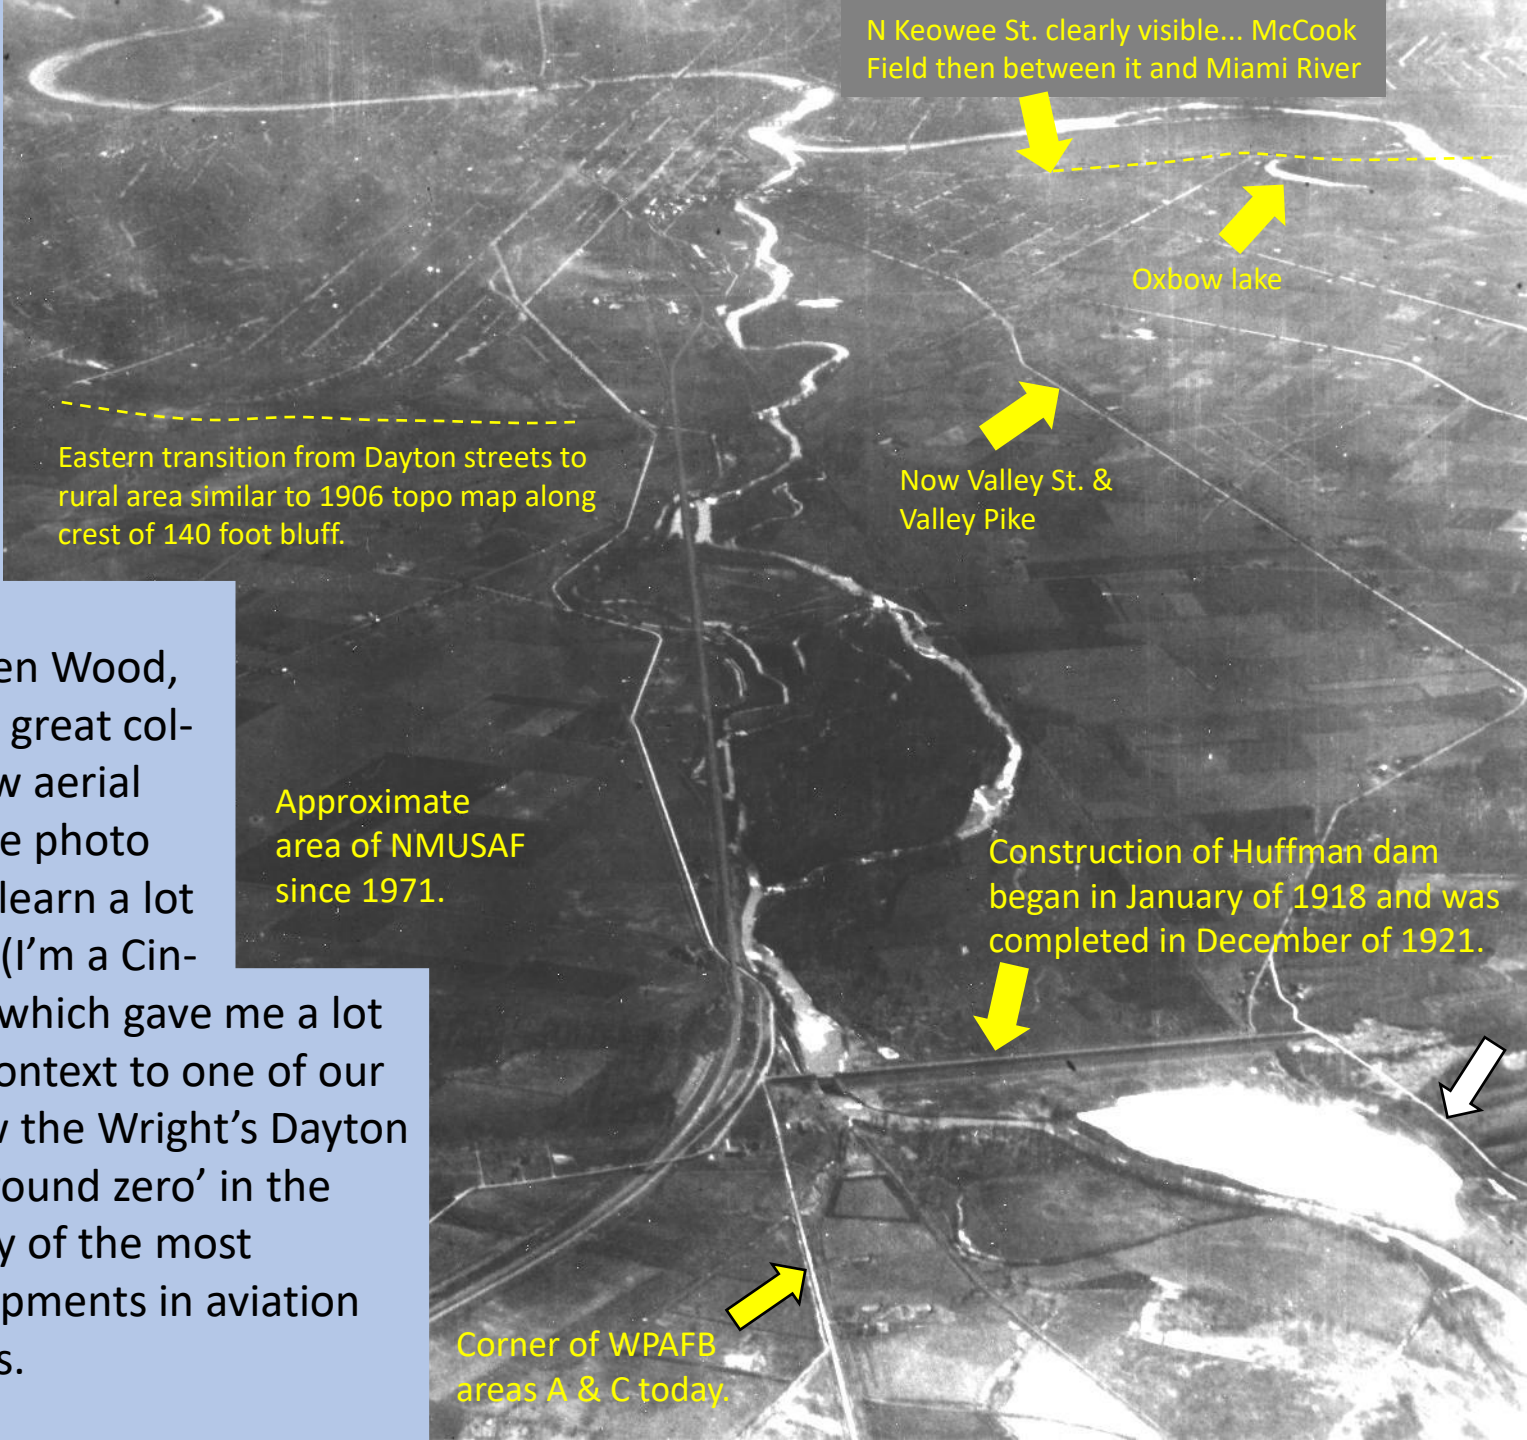 N Keowee St. clearly visible... McCook
Field then between it and Miami River
Oxbow lake
Eastern transition from Dayton streets to
rural area similar to 1906 topo map along
crest of 140 foot bluff.
Now Valley St. &
Valley Pike
en Wood,
great col-
w aerial
e photo
learn a lot
(I’m a Cin-
which gave me a lot
ontext to one of our
w the Wright’s Dayton
ound zero’ in the
y of the most
pments in aviation
s.
Approximate
area of NMUSAF
since 1971.
Construction of Huffman dam
began in January of 1918 and was
completed in December of 1921.
Corner of WPAFB
areas A & C today.